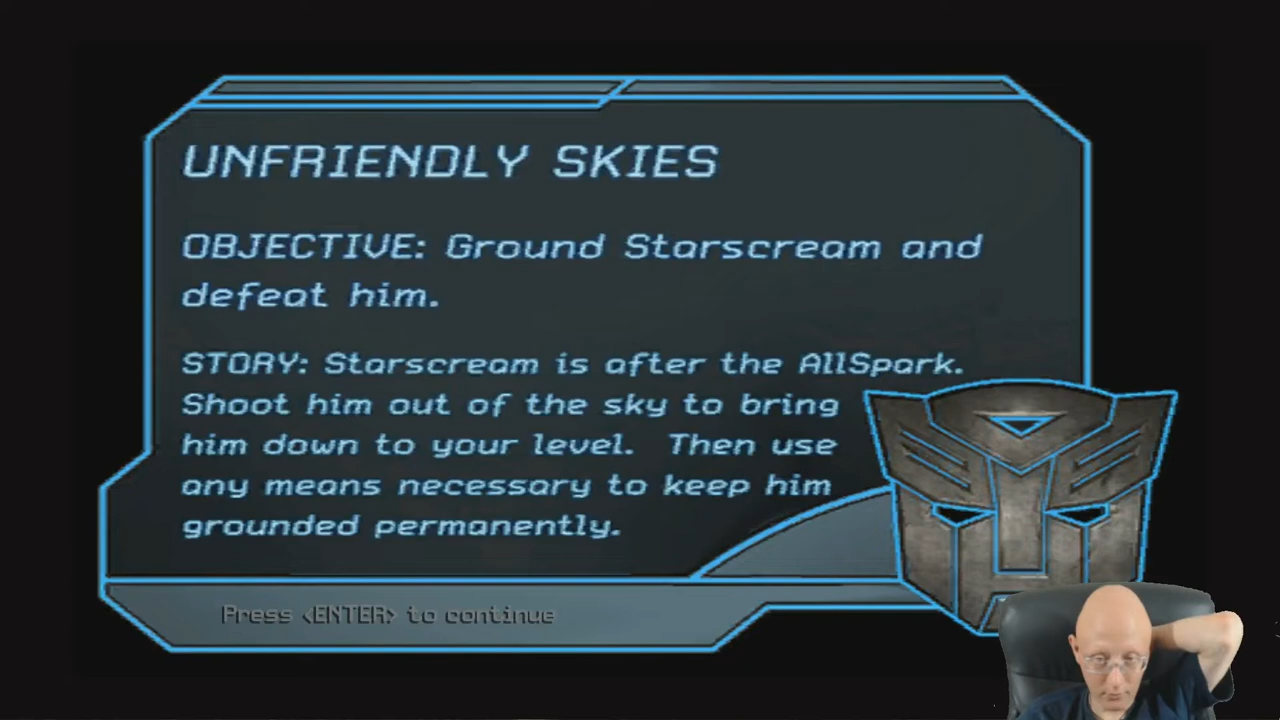 UNFRIENDLY SKIES
OBJECTIVE: Ground Starscream and
defeat him.
STORY: Starscream is after the AllSpark.
Shoot him out of the sky to bring
him down to your level. Then use
any means necessary to keep him
grounded permanently.
Press <ENTER> to continue